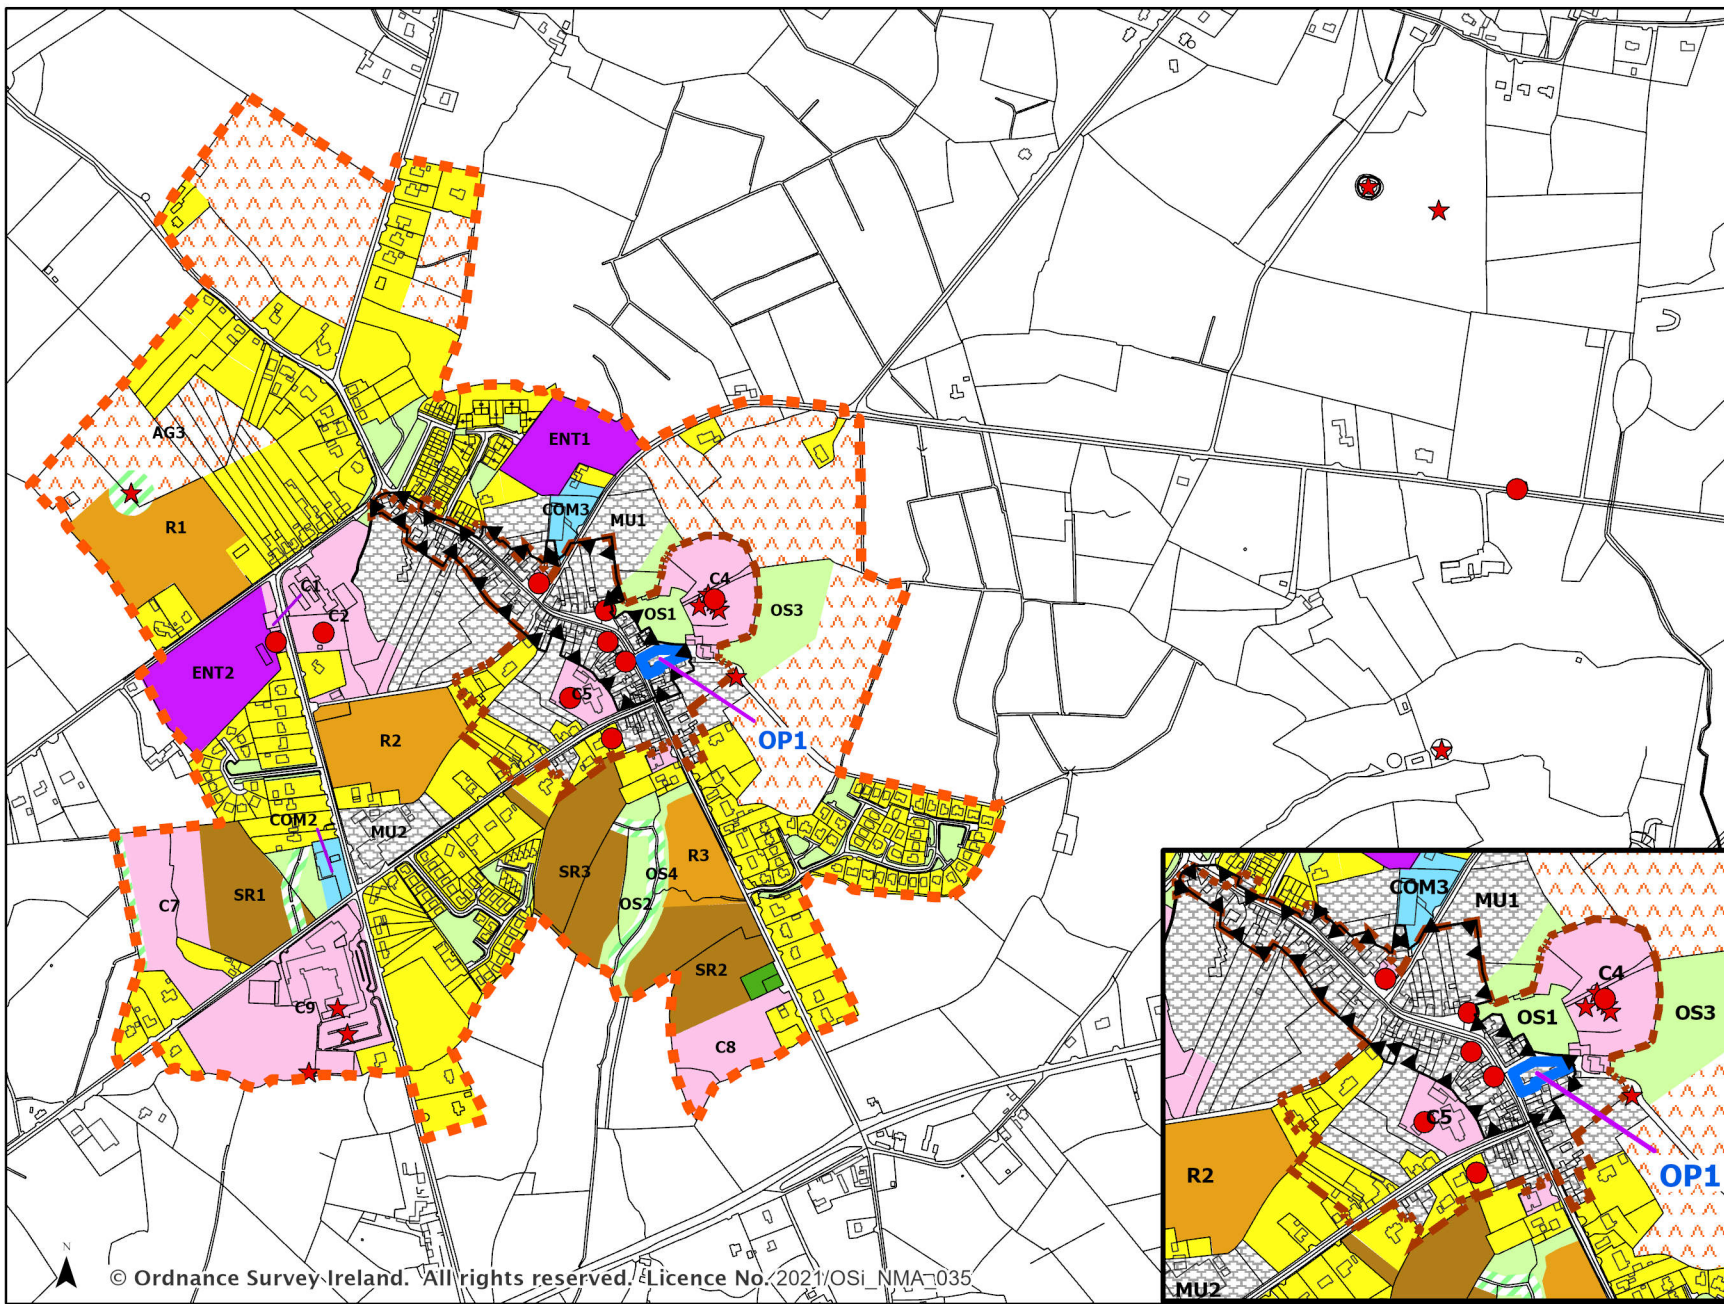 AG3
ENT1
COM3
MU1
R1
C1
C2
C4
OS1
OS3
ENT2
C5
R2
OP1
COM2
MU2
SR1
C7
SR3
R3
OS4
OS2
SR2
C9
C8
N
© Ordnance Survey Ireland. All rights reserved. Licence No. 2021/OSi_NMA_035
COM3
MU1
C4
OS1
OS3
C5
R2
OP1
MU2